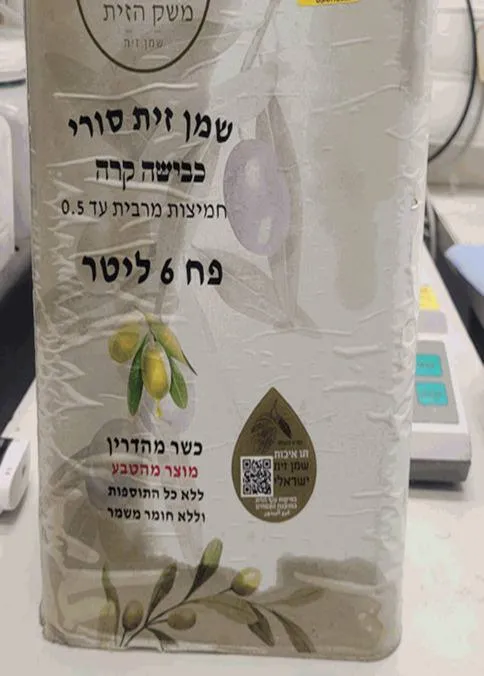 משק הזית
שמן זית
שמן זית סורי
כבישה קרה
חמיצות מרבית עד 0.5
פח 6 ליטר
כשר מהדרין
מוצר מהטבע
ללא כל התוספות
וללא חומר משמר
תו איכות
שמן זית
ישראלי